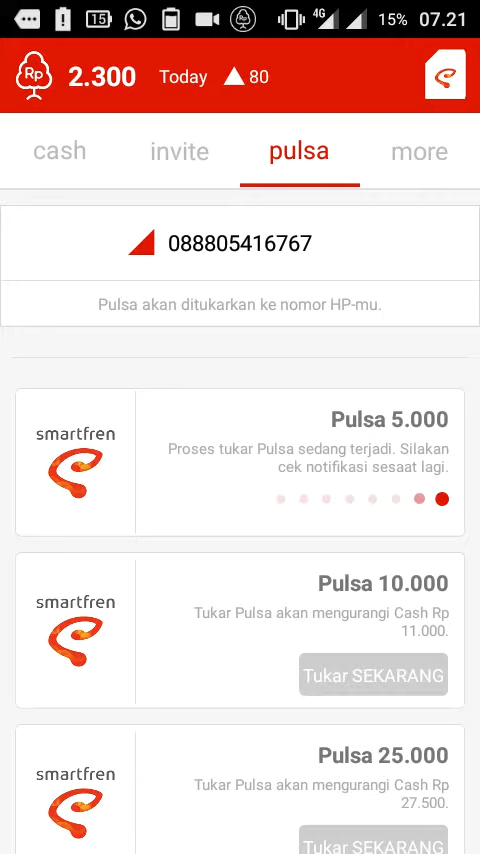 15 4G 15% 07.21
Rp 2.300 Today 80
cash invite pulsa more
088805416767
Pulsa akan ditukarkan ke nomor HP-mu.
smartfren
Pulsa 5.000
Proses tukar Pulsa sedang terjadi. Silakan
cek notifikasi sesaat lagi.
smartfren
Pulsa 10.000
Tukar Pulsa akan mengurangi Cash Rp
11.000.
Tukar SEKARANG
smartfren
Pulsa 25.000
Tukar Pulsa akan mengurangi Cash Rp
27.500.
Tukar SEKARANG